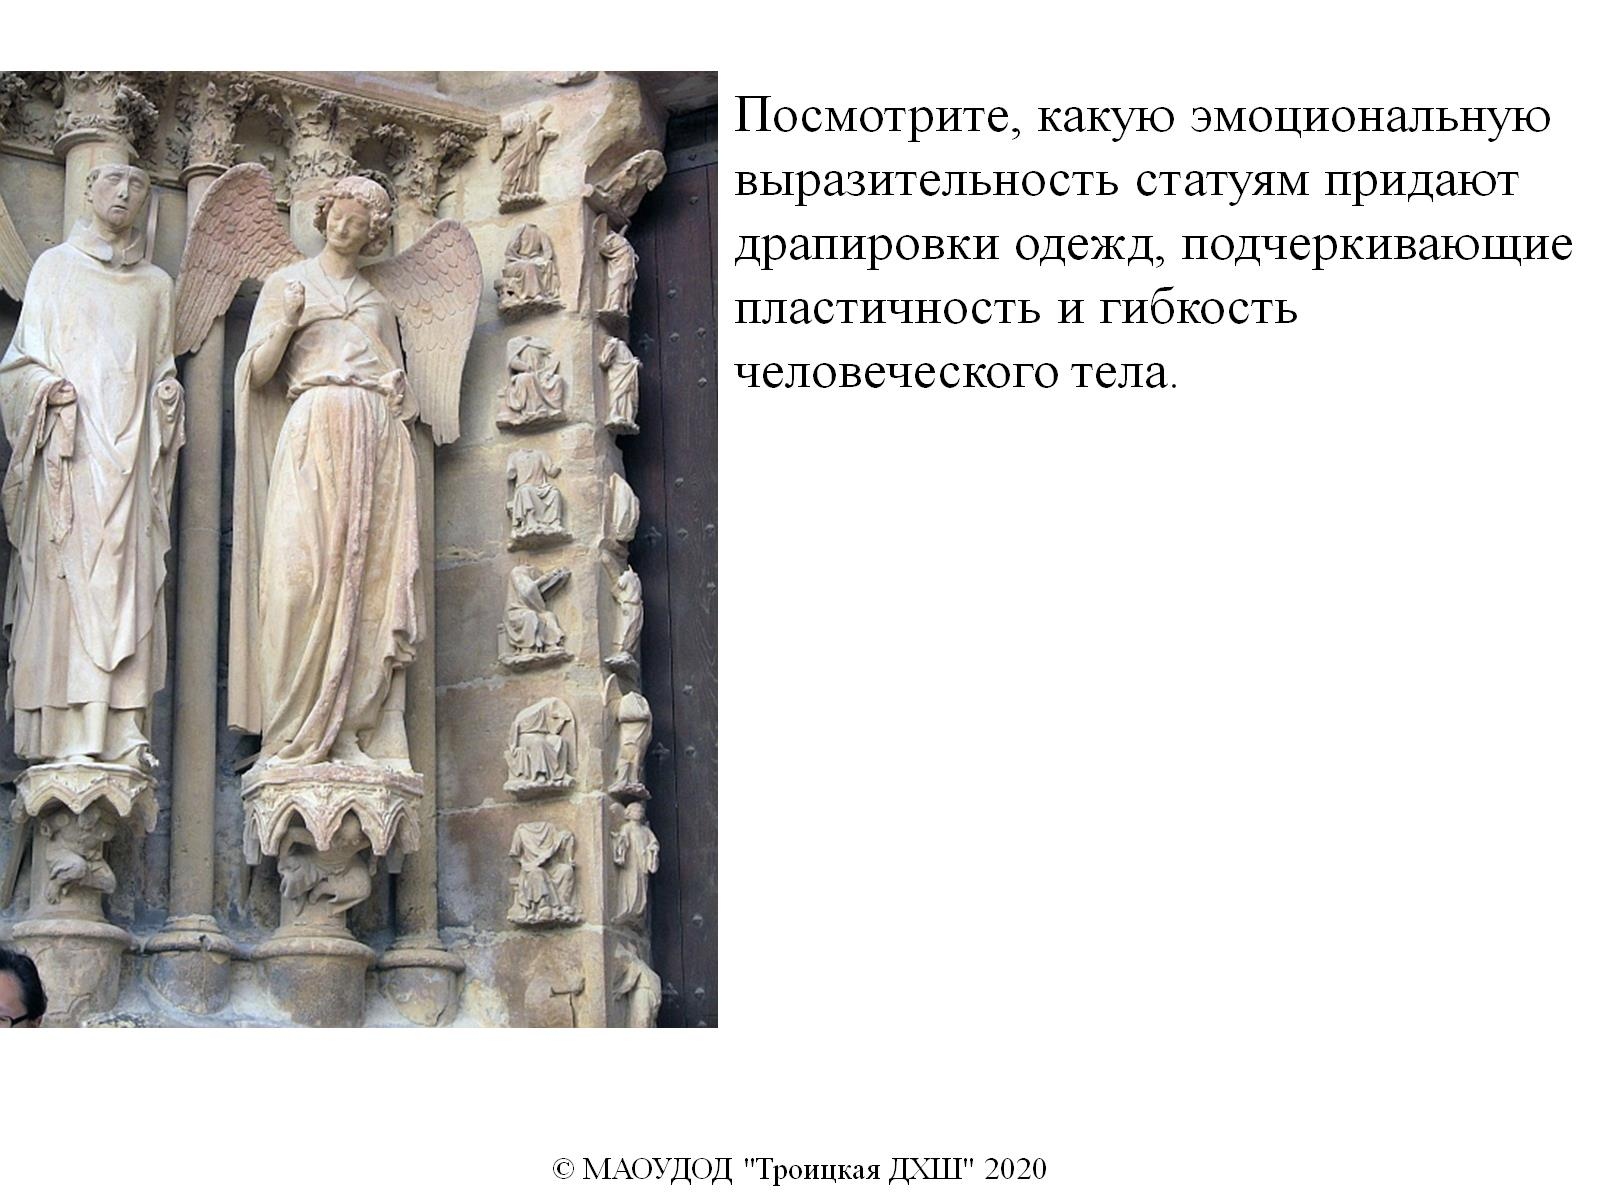 Посмотрите, какую эмоциональную
выразительность статуям придают
драпировки одежд, подчеркивающие
пластичность и гибкость
человеческого тела.
© МАОУДОД "Троицкая ДХШ" 2020